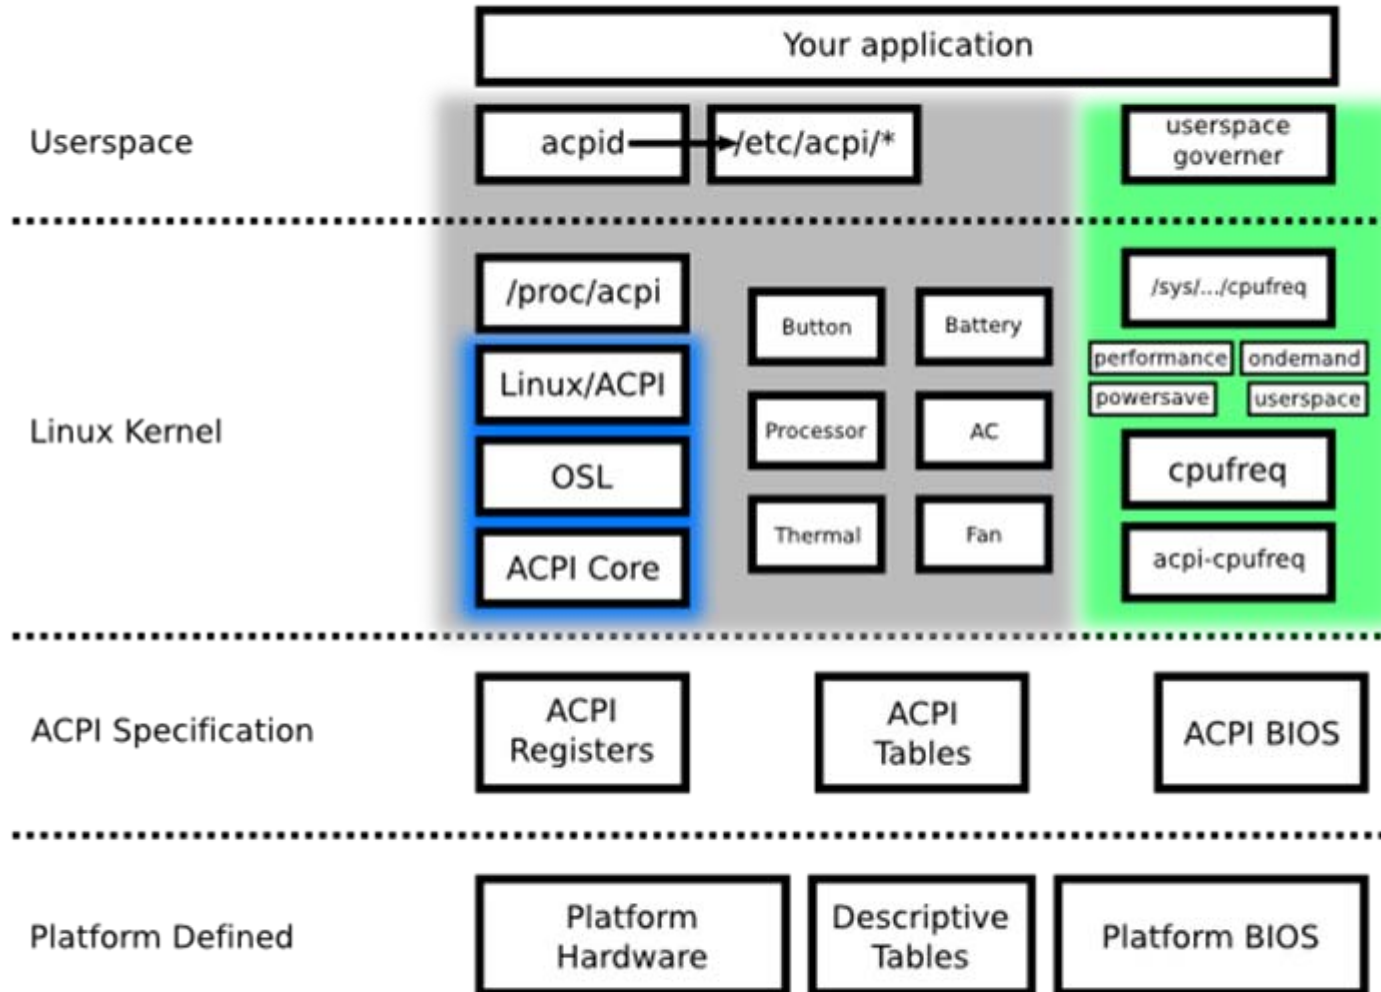 Your application
Userspace
acpid
/etc/acpi/*
userspace
governer
Linux Kernel
/proc/acpi
Linux/ACPI
OSL
ACPI Core
Button
Battery
Processor
AC
Thermal
Fan
/sys/.../cpufreq
performance
ondemand
powersave
userspace
cpufreq
acpi-cpufreq
ACPI Specification
ACPI
Registers
ACPI
Tables
ACPI BIOS
Platform Defined
Platform
Hardware
Descriptive
Tables
Platform BIOS